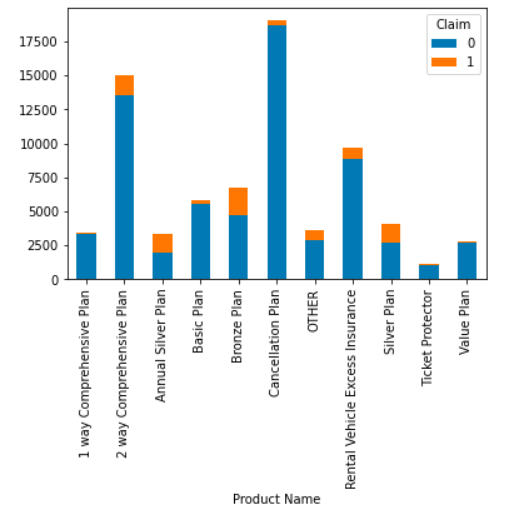 Claim
0
1
17500
15000
12500
10000
7500
5000
2500
0
1 way Comprehensive Plan
2 way Comprehensive Plan
Annual Silver Plan
Basic Plan
Bronze Plan
Cancellation Plan
OTHER
Rental Vehicle Excess Insurance
Silver Plan
Ticket Protector
Value Plan
Product Name